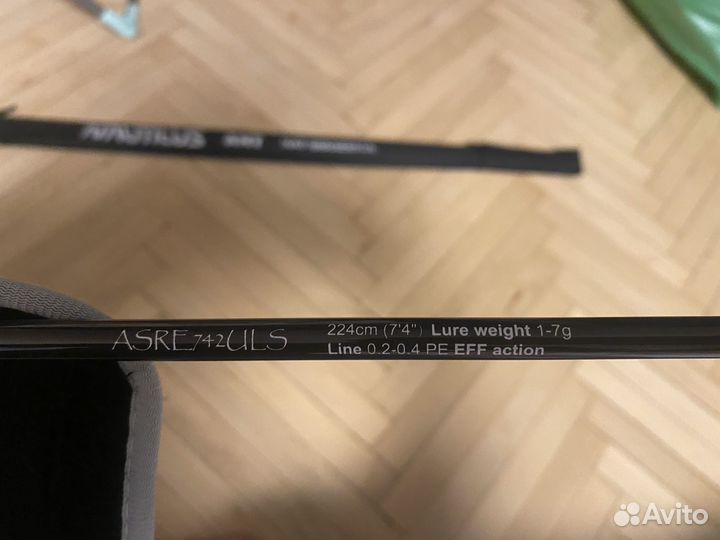 NAUTILUS
ASRE742ULS
224cm (7'4") Lure weight 1-7g
Line 0.2-0.4 PE EFF action
Avito